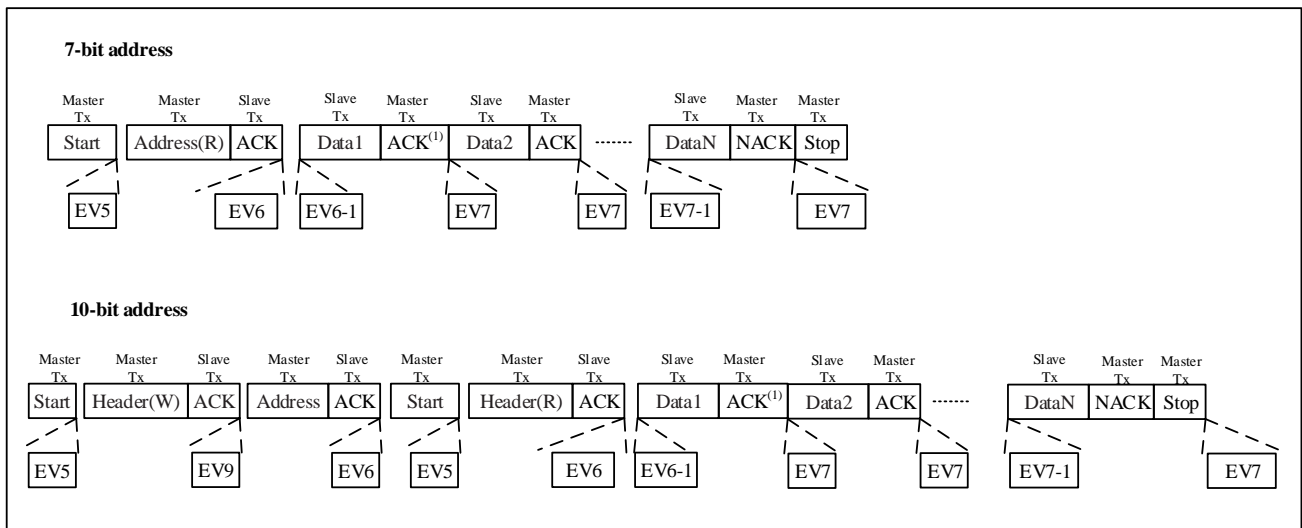 7-bit address
Master Tx Master Tx Slave Tx Slave Tx Master Tx Slave Tx Master Tx Slave Tx Master Tx Master Tx
Start Address(R) ACK Data1 ACK(1) Data2 ACK ....... DataN NACK Stop
EV5 EV6 EV6-1 EV7 EV7 EV7-1 EV7
10-bit address
Master Tx Master Tx Slave Tx Master Tx Slave Tx Master Tx Master Tx Slave Tx Slave Tx Master Tx Slave Tx Master Tx Slave Tx Master Tx Master Tx
Start Header(W) ACK Address ACK Start Header(R) ACK Data1 ACK(1) Data2 ACK ....... DataN NACK Stop
EV5 EV9 EV6 EV5 EV6 EV6-1 EV7 EV7 EV7-1 EV7